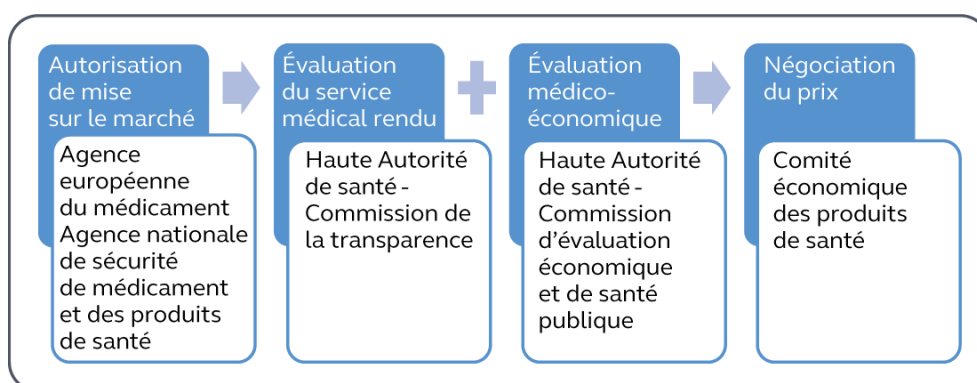 Autorisation
de mise
sur le marché
Agence
européenne
du médicament
Agence nationale
de sécurité
de médicament
et des produits
de santé
Évaluation
du service
médical rendu
Haute Autorité
de santé -
Commission de
la transparence
Évaluation
médico-
économique
Haute Autorité
de santé -
Commission
d’évaluation
économique
et de santé
publique
Négociation
du prix
Comité
économique
des produits
de santé